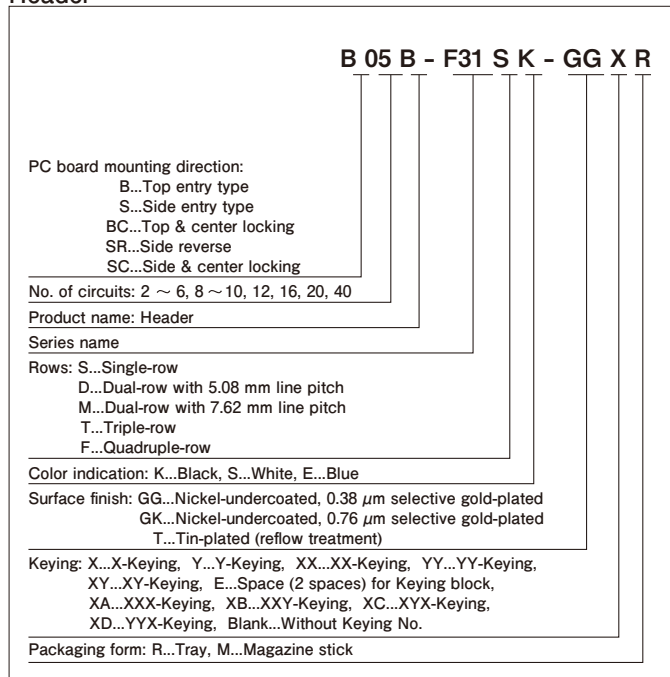 Header
B 05 B - F31 S K - GG X R
PC board mounting direction:
B...Top entry type
S...Side entry type
BC...Top & center locking
SR...Side reverse
SC...Side & center locking
No. of circuits: 2 ～ 6, 8 ～ 10, 12, 16, 20, 40
Product name: Header
Series name
Rows: S...Single-row
D...Dual-row with 5.08 mm line pitch
M...Dual-row with 7.62 mm line pitch
T...Triple-row
F...Quadruple-row
Color indication: K...Black, S...White, E...Blue
Surface finish: GG...Nickel-undercoated, 0.38 μm selective gold-plated
GK...Nickel-undercoated, 0.76 μm selective gold-plated
T...Tin-plated (reflow treatment)
Keying: X...X-Keying, Y...Y-Keying, XX...XX-Keying, YY...YY-Keying,
XY...XY-Keying, E...Space (2 spaces) for Keying block,
XA...XXX-Keying, XB...XXY-Keying, XC...XYX-Keying,
XD...YYX-Keying, Blank...Without Keying No.
Packaging form: R...Tray, M...Magazine stick